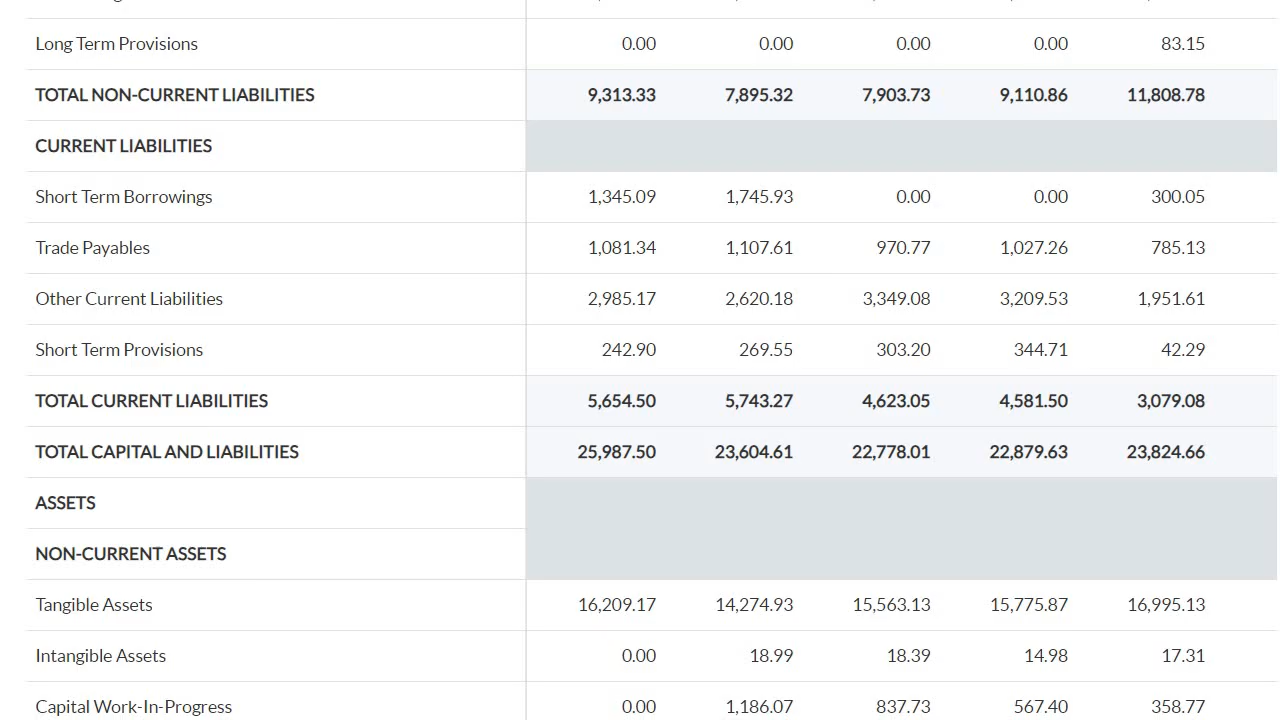 Long Term Provisions 0.00 0.00 0.00 0.00 83.15
TOTAL NON-CURRENT LIABILITIES 9,313.33 7,895.32 7,903.73 9,110.86 11,808.78
CURRENT LIABILITIES
Short Term Borrowings 1,345.09 1,745.93 0.00 0.00 300.05
Trade Payables 1,081.34 1,107.61 970.77 1,027.26 785.13
Other Current Liabilities 2,985.17 2,620.18 3,349.08 3,209.53 1,951.61
Short Term Provisions 242.90 269.55 303.20 344.71 42.29
TOTAL CURRENT LIABILITIES 5,654.50 5,743.27 4,623.05 4,581.50 3,079.08
TOTAL CAPITAL AND LIABILITIES 25,987.50 23,604.61 22,778.01 22,879.63 23,824.66
ASSETS
NON-CURRENT ASSETS
Tangible Assets 16,209.17 14,274.93 15,563.13 15,775.87 16,995.13
Intangible Assets 0.00 18.99 18.39 14.98 17.31
Capital Work-In-Progress 0.00 1,186.07 837.73 567.40 358.77